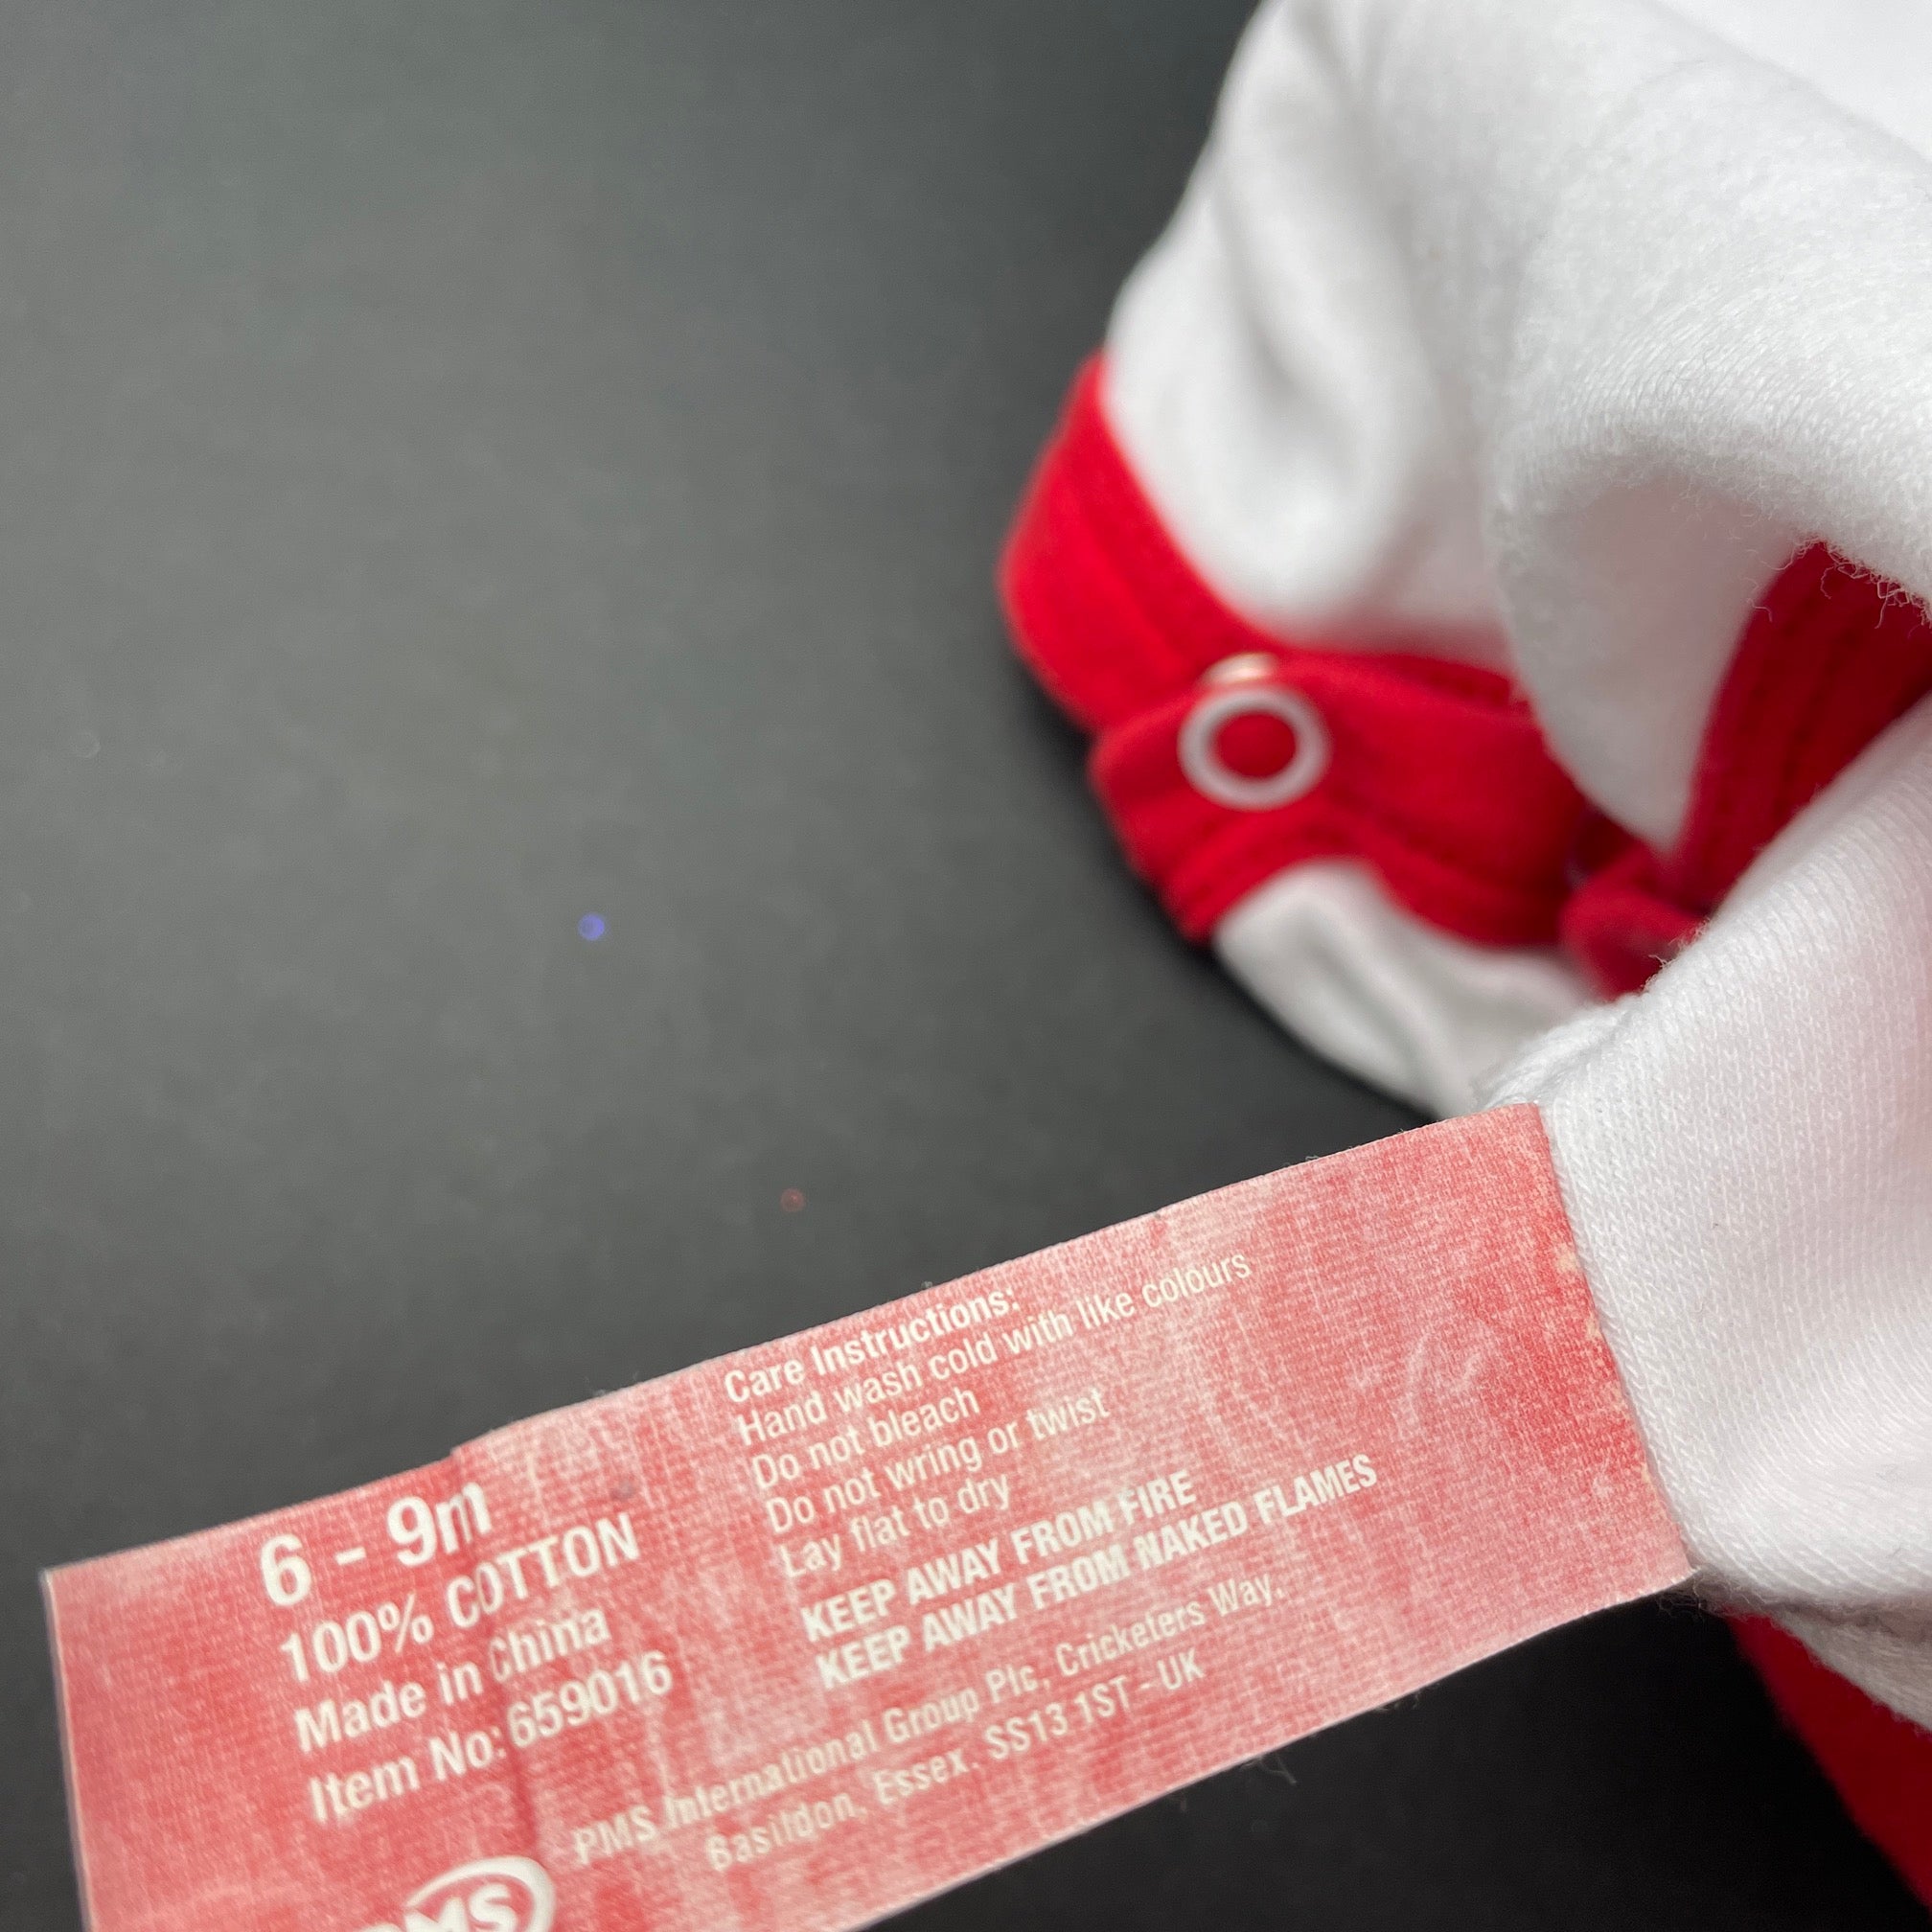 6 - 9m
100% COTTON
Made in China
Item No: 659016
Care Instructions:
Hand wash cold with like colours
Do not bleach
Do not wring or twist
Lay flat to dry
KEEP AWAY FROM FIRE
KEEP AWAY FROM NAKED FLAMES
PMS International Group Plc, Cricketers Way,
Basildon, Essex. SS13 1ST - UK
PMS